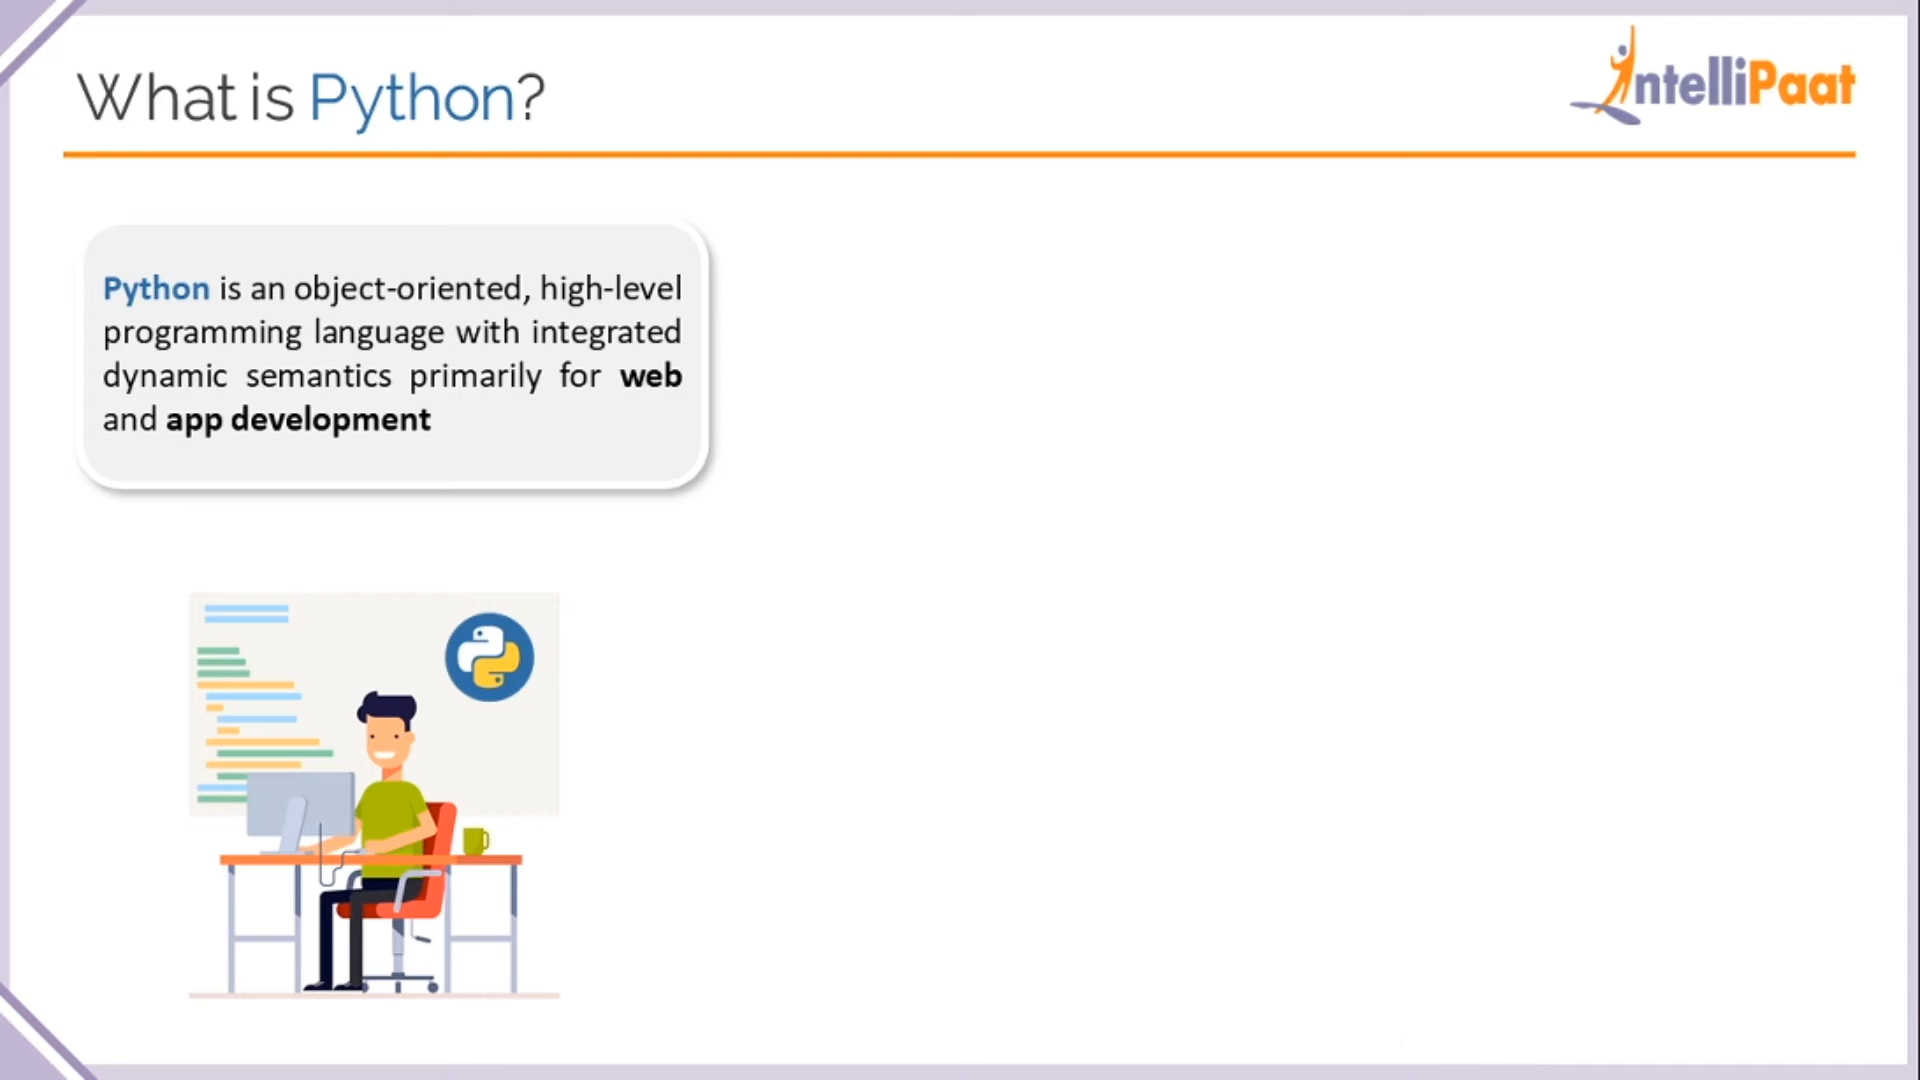 What is Python?
IntelliPaat
Python is an object-oriented, high-level
programming language with integrated
dynamic semantics primarily for web
and app development